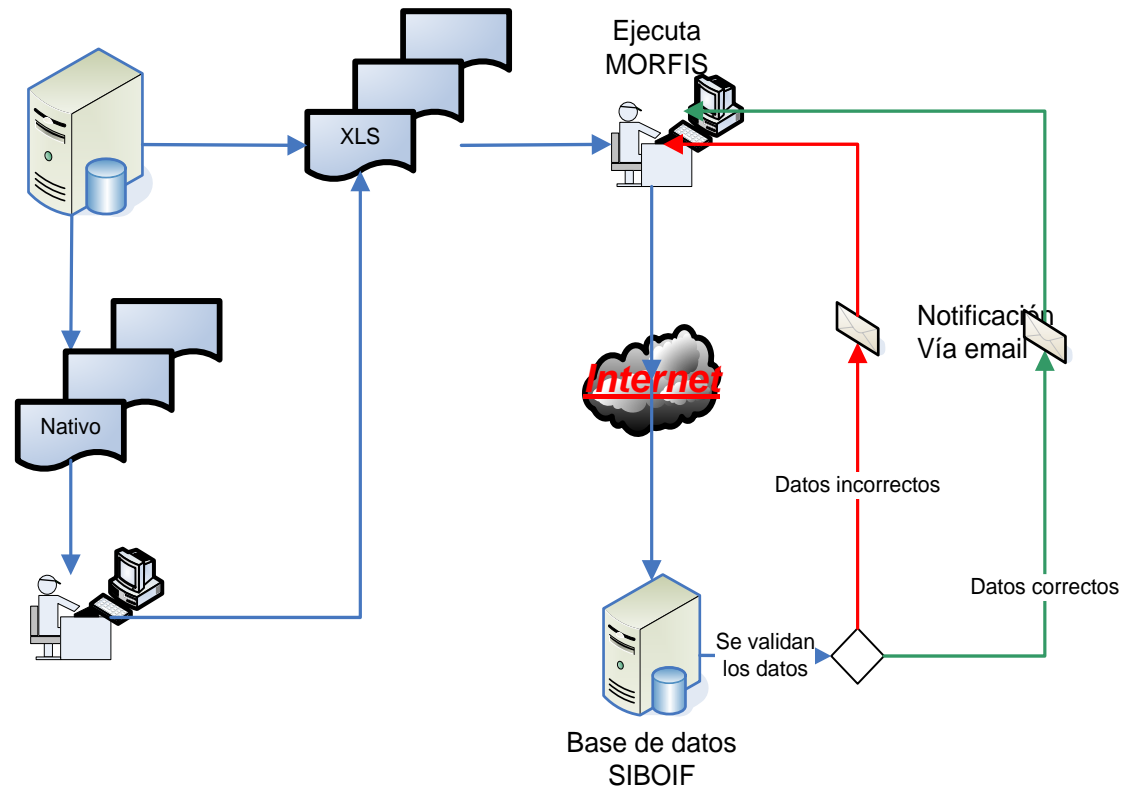 Ejecuta
MORFIS
XLS
Nativo
Internet
Notificación
Vía email
Datos incorrectos
Datos correctos
Se validan
los datos
Base de datos
SIBOIF